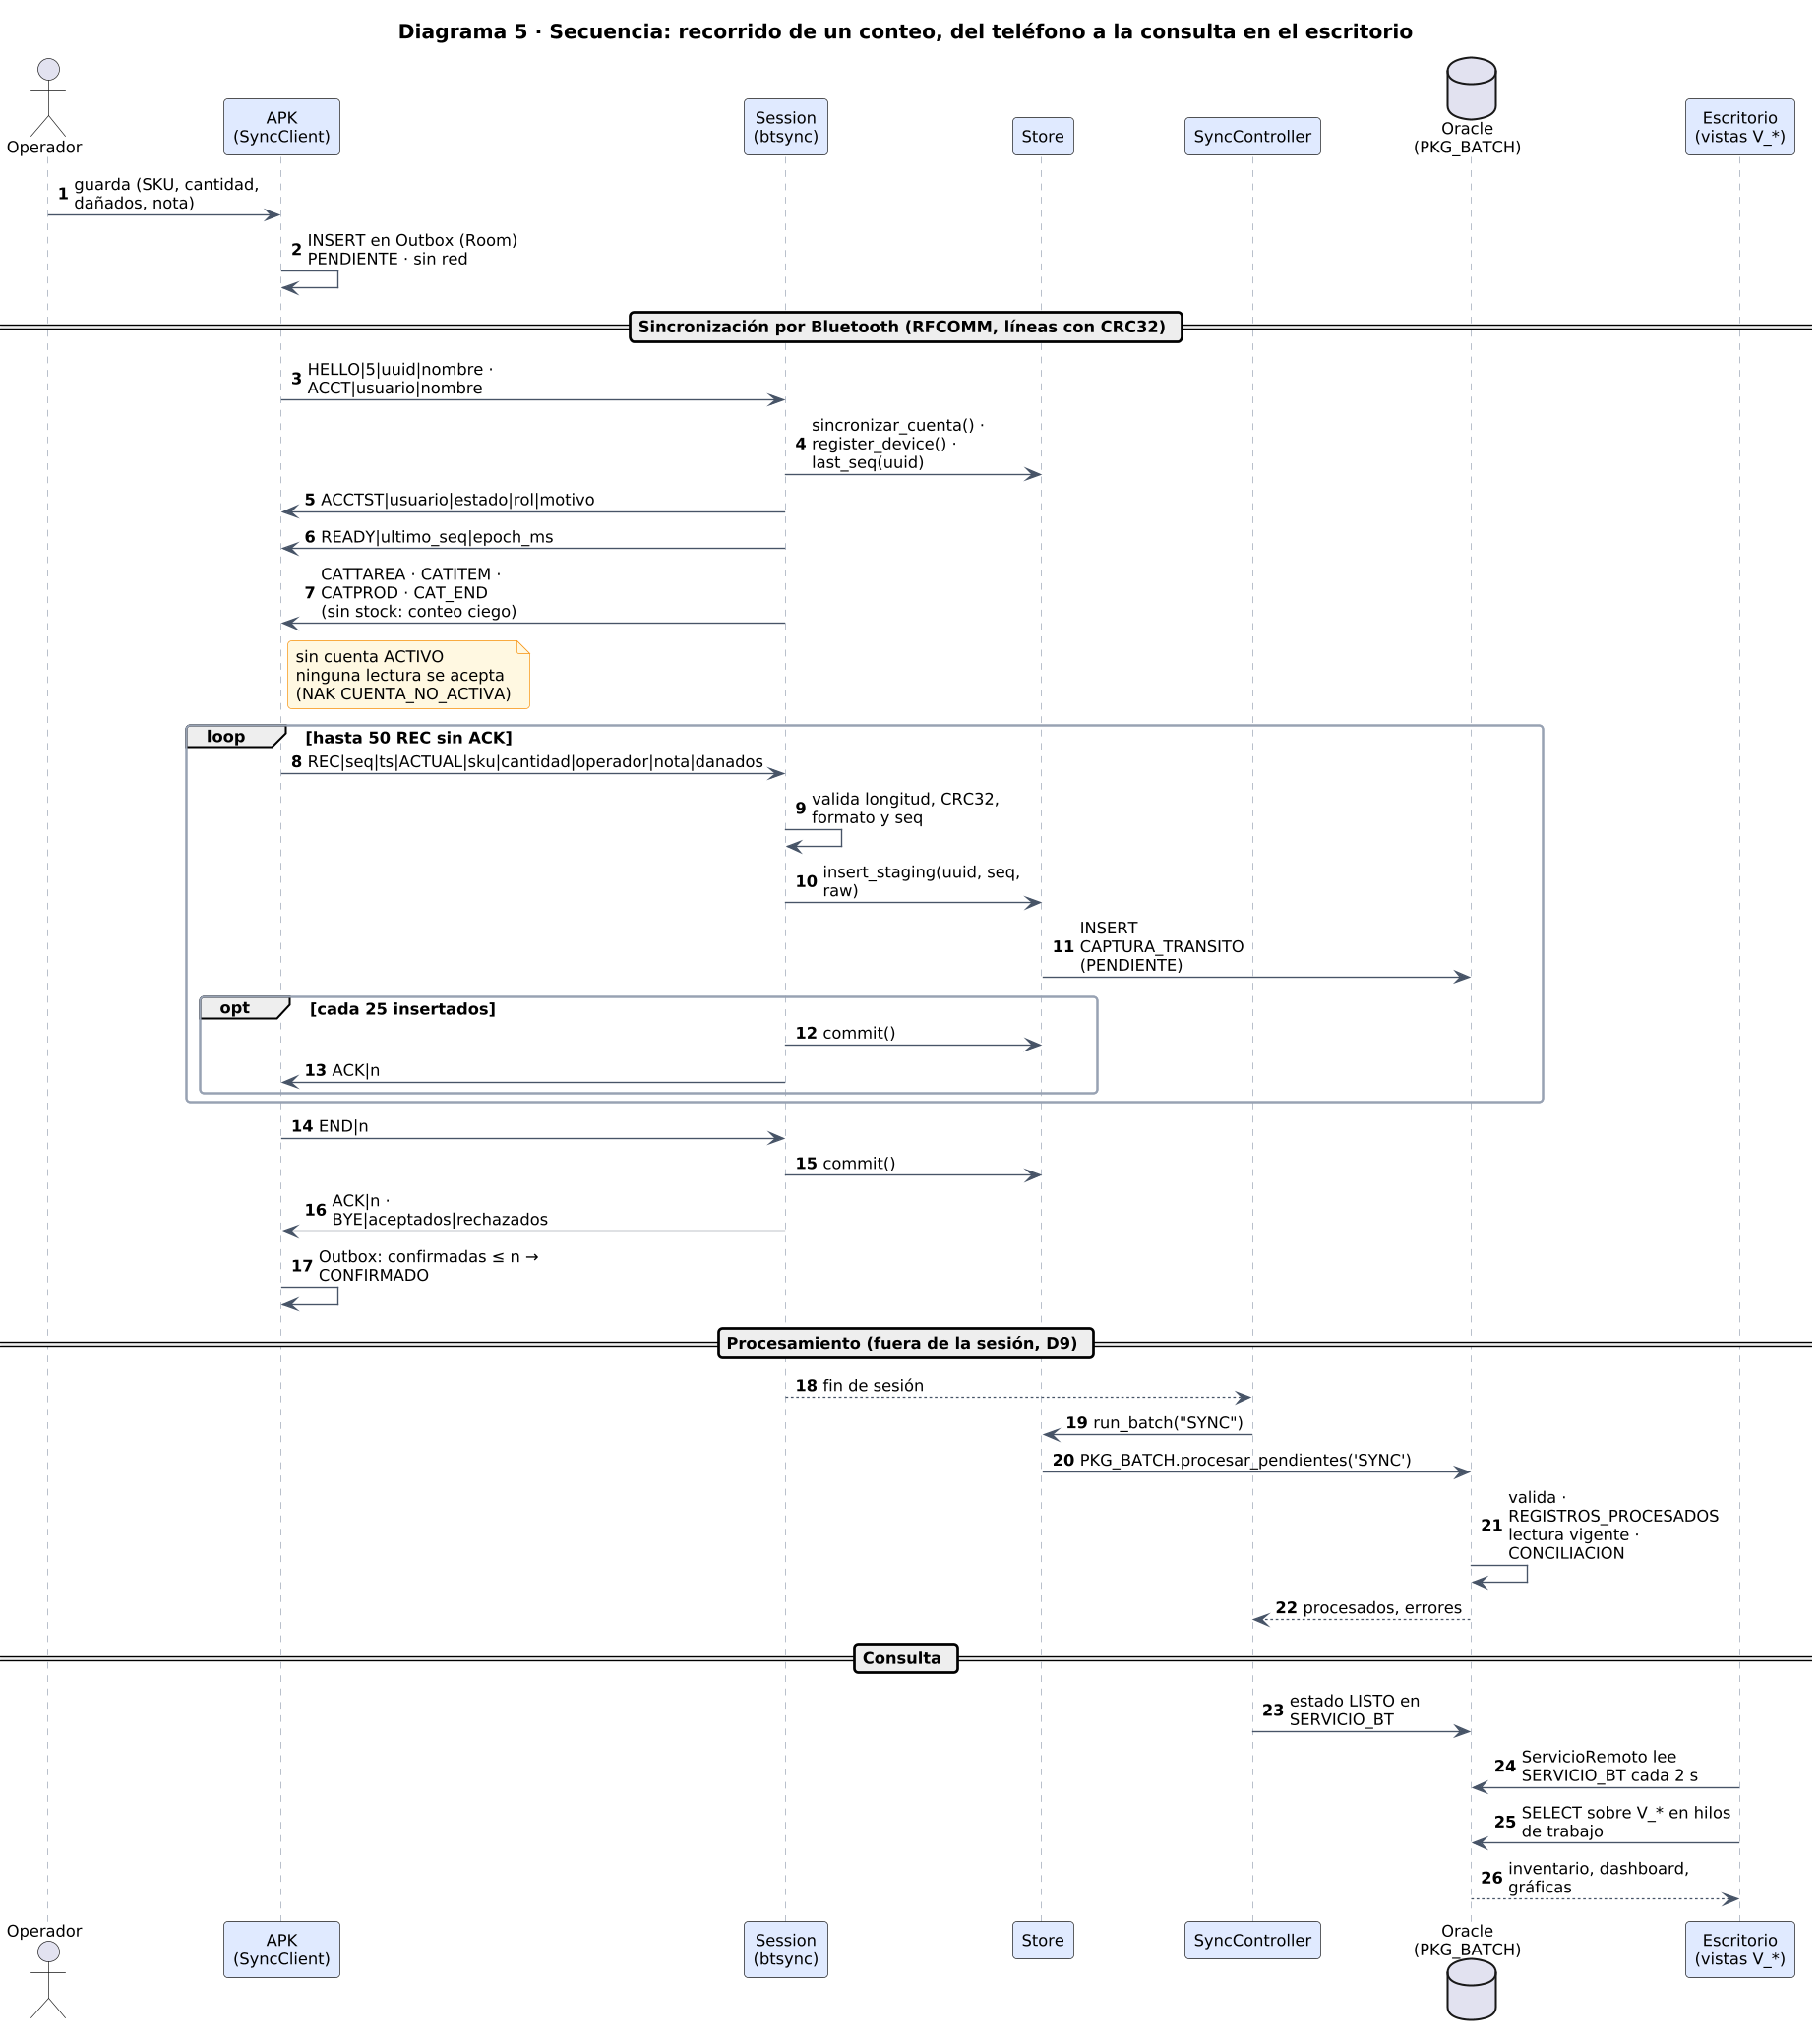 Diagrama 5 · Secuencia: recorrido de un conteo, del teléfono a la consulta en el escritorio
Operador
APK
(SyncClient)
Session
(btsync)
Store
SyncController
Oracle
(PKG_BATCH)
Escritorio
(vistas V_*)
1 guarda (SKU, cantidad,
dañados, nota)
2 INSERT en Outbox (Room)
PENDIENTE · sin red
Sincronización por Bluetooth (RFCOMM, líneas con CRC32)
3 HELLO|5|uuid|nombre ·
ACCT|usuario|nombre
4 sincronizar_cuenta() ·
register_device() ·
last_seq(uuid)
5 ACCTST|usuario|estado|rol|motivo
6 READY|ultimo_seq|epoch_ms
7 CATTAREA · CATITEM ·
CATPROD · CAT_END
(sin stock: conteo ciego)
sin cuenta ACTIVO
ninguna lectura se acepta
(NAK CUENTA_NO_ACTIVA)
loop [hasta 50 REC sin ACK]
8 REC|seq|ts|ACTUAL|sku|cantidad|operador|nota|danados
9 valida longitud, CRC32,
formato y seq
10 insert_staging(uuid, seq,
raw)
11 INSERT
CAPTURA_TRANSITO
(PENDIENTE)
opt [cada 25 insertados]
12 commit()
13 ACK|n
14 END|n
15 commit()
16 ACK|n ·
BYE|aceptados|rechazados
17 Outbox: confirmadas ≤ n →
CONFIRMADO
Procesamiento (fuera de la sesión, D9)
18 fin de sesión
19 run_batch("SYNC")
20 PKG_BATCH.procesar_pendientes('SYNC')
21 valida ·
REGISTROS_PROCESADOS
lectura vigente ·
CONCILIACION
22 procesados, errores
Consulta
23 estado LISTO en
SERVICIO_BT
24 ServicioRemoto lee
SERVICIO_BT cada 2 s
25 SELECT sobre V_* en hilos
de trabajo
26 inventario, dashboard,
gráficas
Operador
APK
(SyncClient)
Session
(btsync)
Store
SyncController
Oracle
(PKG_BATCH)
Escritorio
(vistas V_*)